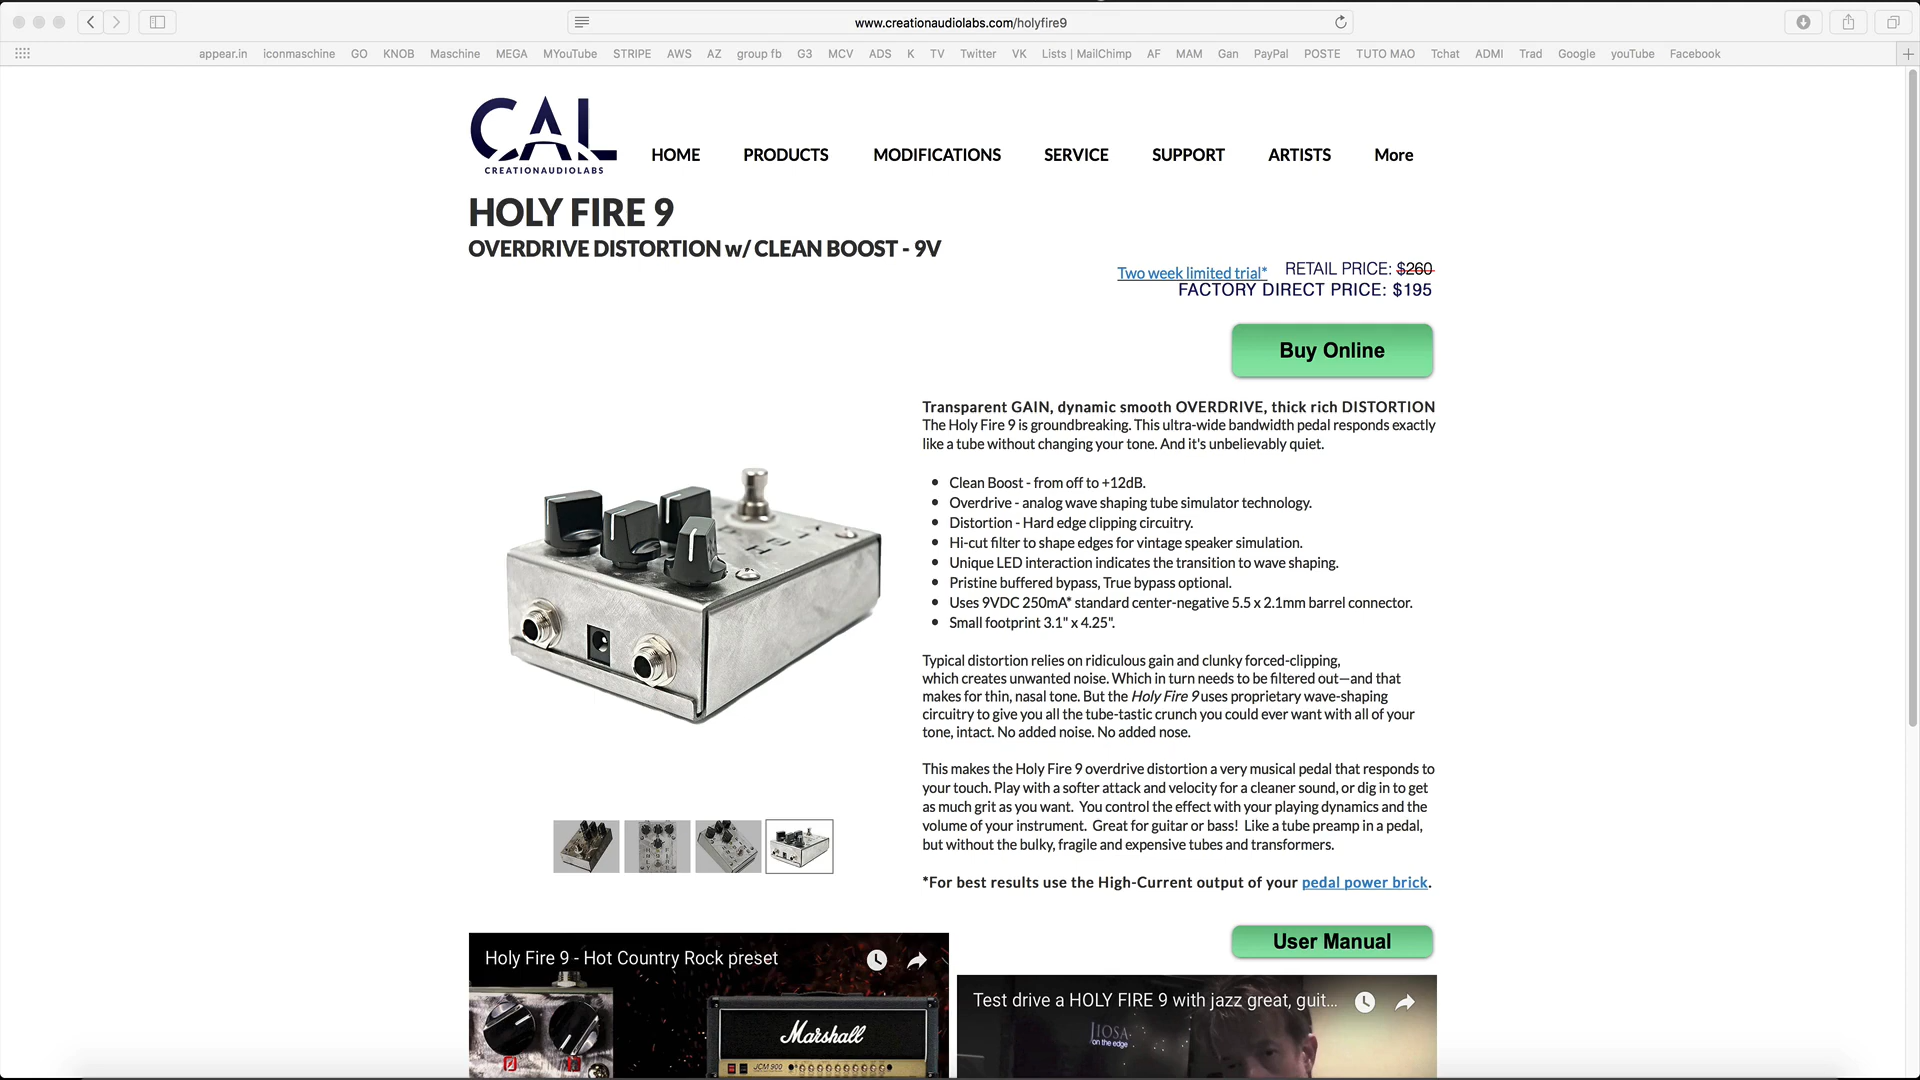 www.creationaudiolabs.com/holyfire9
appear.in iconmaschine GO KNOB Maschine MEGA MYouTube STRIPE AWS AZ group fb G3 MCV ADS K TV Twitter VK Lists | MailChimp AF MAM Gan PayPal POSTE TUTO MAO Tchat ADMI Trad Google youTube Facebook
CAL
CREATIONAUDIOLABS
HOME PRODUCTS MODIFICATIONS SERVICE SUPPORT ARTISTS More
HOLY FIRE 9
OVERDRIVE DISTORTION w/ CLEAN BOOST - 9V
Two week limited trial* RETAIL PRICE: $260
FACTORY DIRECT PRICE: $195
Buy Online
Transparent GAIN, dynamic smooth OVERDRIVE, thick rich DISTORTION
The Holy Fire 9 is groundbreaking. This ultra-wide bandwidth pedal responds exactly
like a tube without changing your tone. And it's unbelievably quiet.
Clean Boost - from off to +12dB.
Overdrive - analog wave shaping tube simulator technology.
Distortion - Hard edge clipping circuitry.
Hi-cut filter to shape edges for vintage speaker simulation.
Unique LED interaction indicates the transition to wave shaping.
Pristine buffered bypass, True bypass optional.
Uses 9VDC 250mA* standard center-negative 5.5 x 2.1mm barrel connector.
Small footprint 3.1" x 4.25".
Typical distortion relies on ridiculous gain and clunky forced-clipping,
which creates unwanted noise. Which in turn needs to be filtered out—and that
makes for thin, nasal tone. But the Holy Fire 9 uses proprietary wave-shaping
circuitry to give you all the tube-tastic crunch you could ever want with all of your
tone, intact. No added noise. No added nose.
This makes the Holy Fire 9 overdrive distortion a very musical pedal that responds to
your touch. Play with a softer attack and velocity for a cleaner sound, or dig in to get
as much grit as you want. You control the effect with your playing dynamics and the
volume of your instrument. Great for guitar or bass! Like a tube preamp in a pedal,
but without the bulky, fragile and expensive tubes and transformers.
*For best results use the High-Current output of your pedal power brick.
User Manual
Holy Fire 9 - Hot Country Rock preset
Marshall
JCM 900
Test drive a HOLY FIRE 9 with jazz great, guit...
JIOSA
on the edge